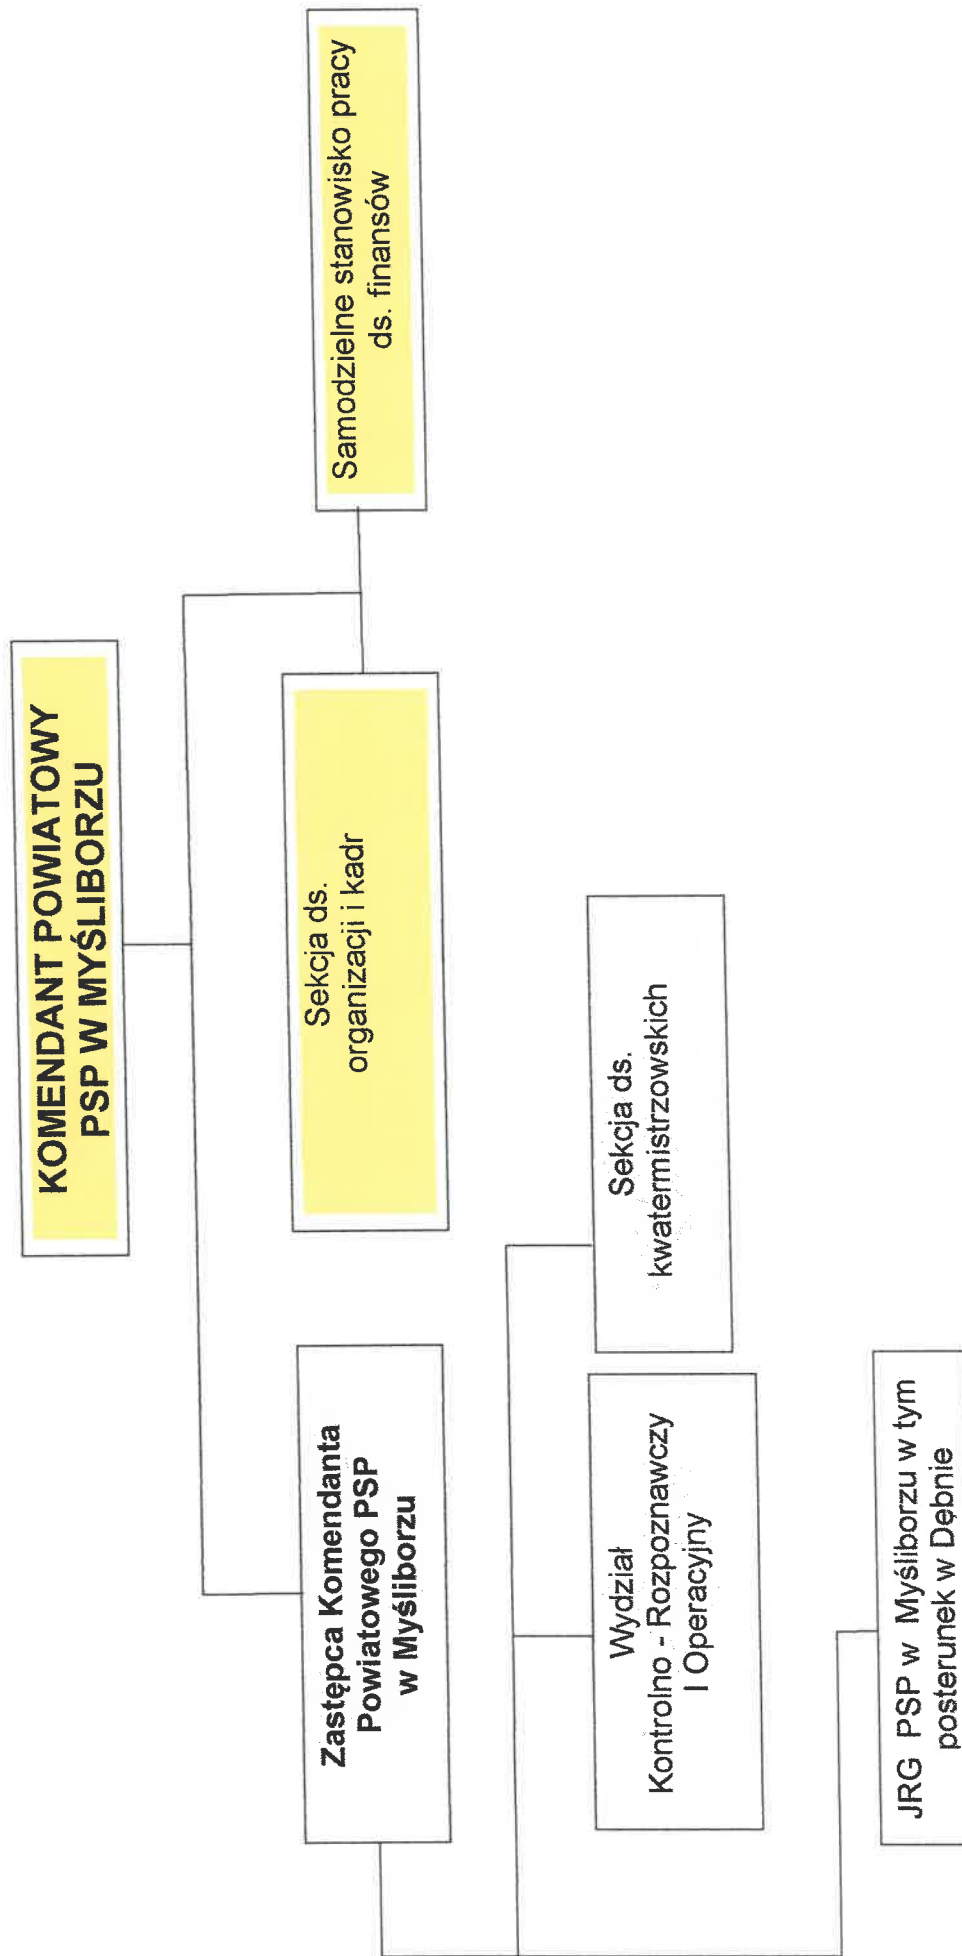 KOMENDANT POWIATOWY
PSP W MYŚLIBORZU
Zastępca Komendanta
Powiatowego PSP
w Myśliborzu
Sekcja ds.
organizacji i kadr
Samodzielne stanowisko pracy
ds. finansów
Wydział
Kontrolno - Rozpoznawczy
I Operacyjny
Sekcja ds.
kwatermistrzowskich
JRG PSP w Myśliborzu w tym
posterunek w Dębnie